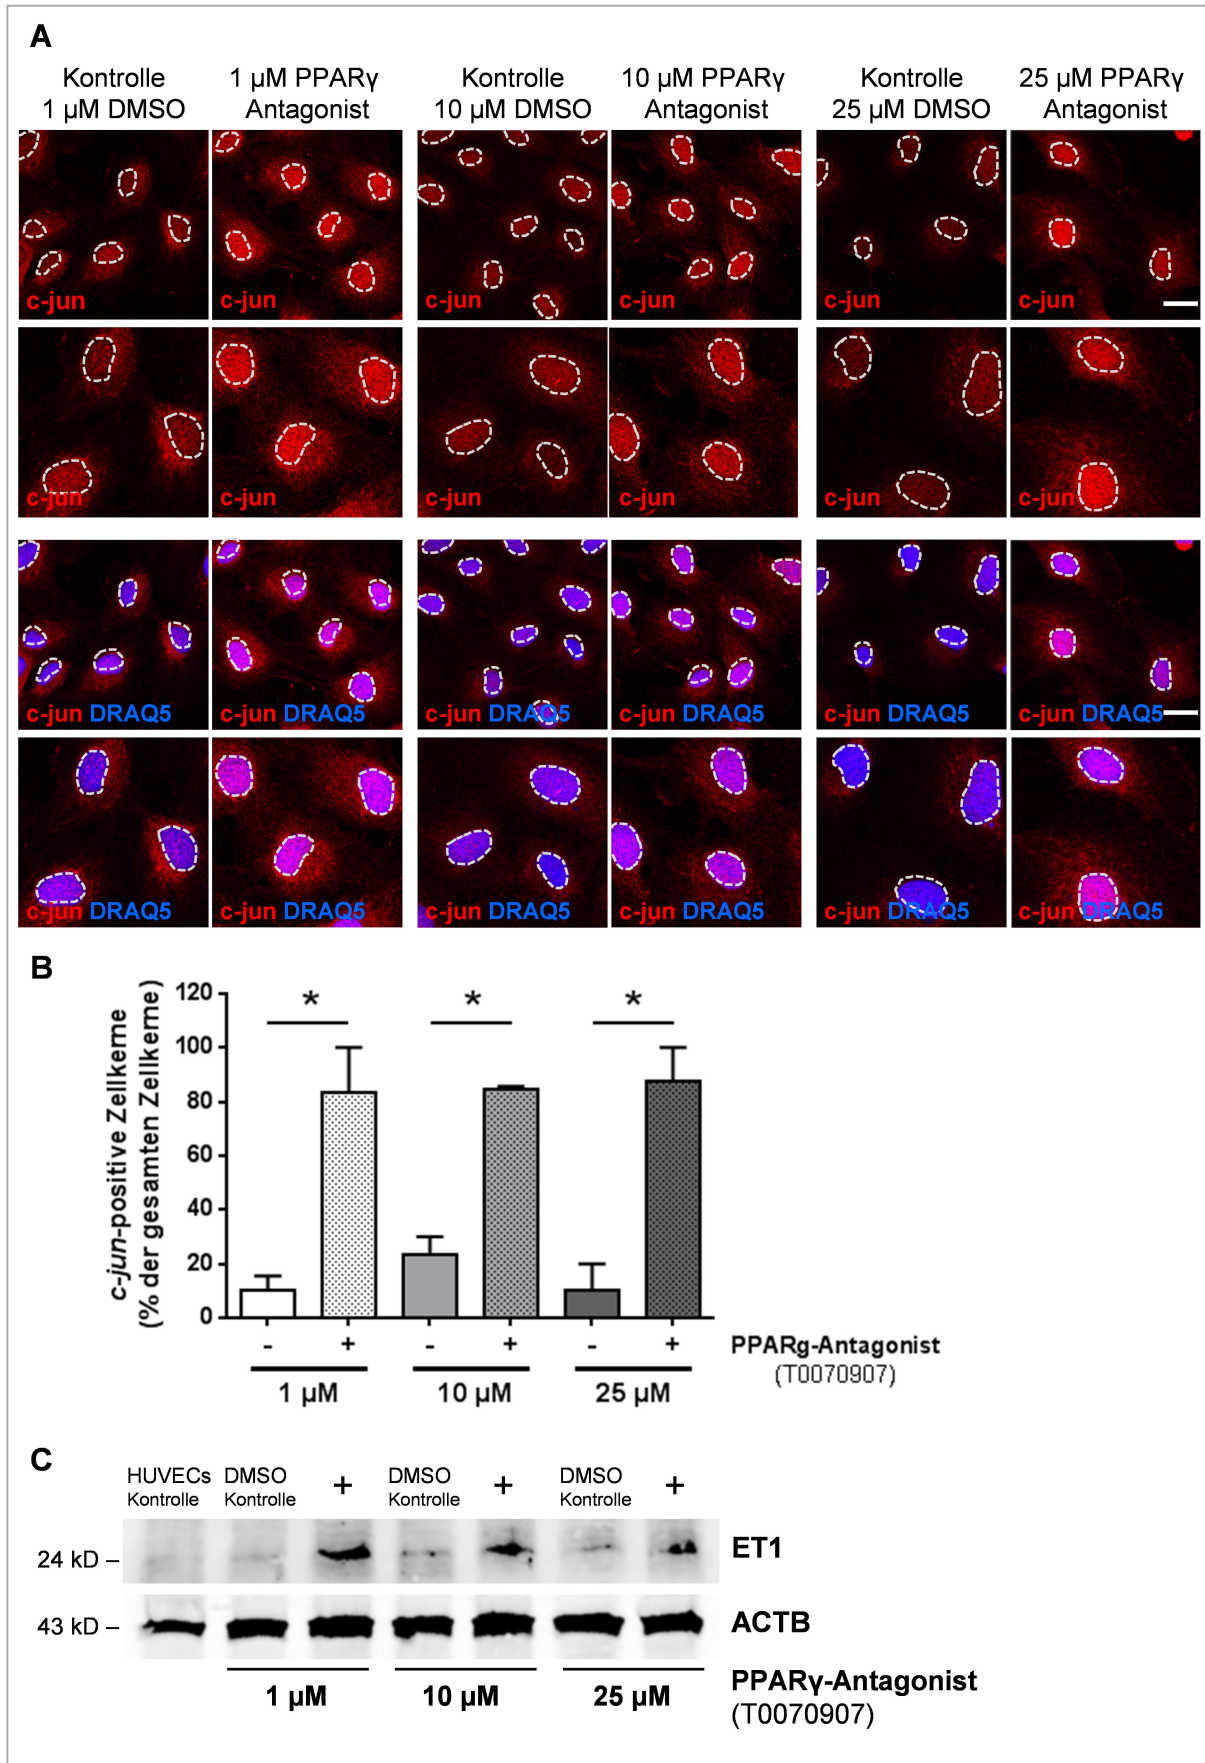 A
Kontrolle
1 µM DMSO
1 µM PPARγ
Antagonist
Kontrolle
10 µM DMSO
10 µM PPARγ
Antagonist
Kontrolle
25 µM DMSO
25 µM PPARγ
Antagonist
c-jun c-jun c-jun c-jun c-jun c-jun
c-jun c-jun c-jun c-jun c-jun c-jun
c-jun DRAQ5 c-jun DRAQ5 c-jun DRAQ5 c-jun DRAQ5 c-jun DRAQ5 c-jun DRAQ5
c-jun DRAQ5 c-jun DRAQ5 c-jun DRAQ5 c-jun DRAQ5 c-jun DRAQ5 c-jun DRAQ5
B
c-jun-positive Zellkerne
(% der gesamten Zellkerne)
120
100
80
60
40
20
0
* * *
- + - + - +
PPARg-Antagonist
(T0070907)
1 µM 10 µM 25 µM
C
HUVECs
Kontrolle
DMSO
Kontrolle
+
DMSO
Kontrolle
+
DMSO
Kontrolle
+
24 kD –
ET1
43 kD –
ACTB
1 µM 10 µM 25 µM
PPARγ-Antagonist
(T0070907)